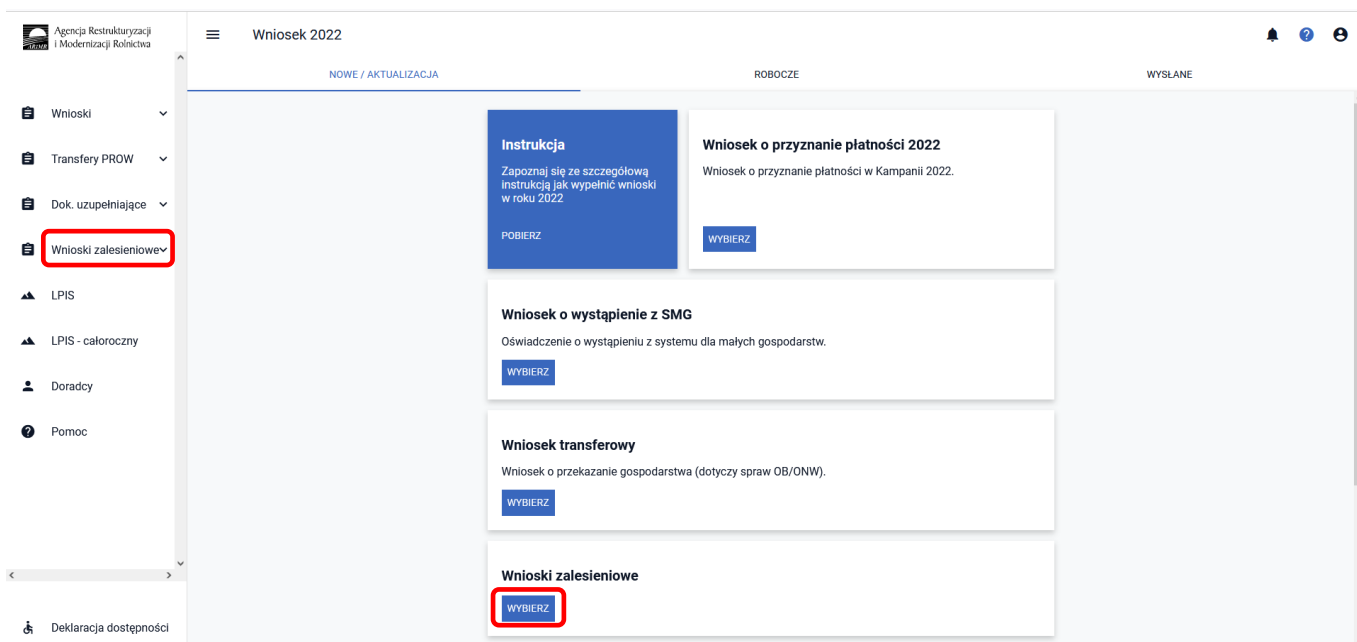 Agencja Restrukturyzacji
i Modernizacji Rolnictwa
ARiMR
Wniosek 2022
NOWE / AKTUALIZACJA
ROBOCZE
WYSŁANE
Wnioski
Transfery PROW
Dok. uzupełniające
Wnioski zalesieniowe
LPIS
LPIS - całoroczny
Doradcy
Pomoc
Deklaracja dostępności
Instrukcja
Zapoznaj się ze szczegółową
instrukcją jak wypełnić wnioski
w roku 2022
POBIERZ
Wniosek o przyznanie płatności 2022
Wniosek o przyznanie płatności w Kampanii 2022.
WYBIERZ
Wniosek o wystąpienie z SMG
Oświadczenie o wystąpieniu z systemu dla małych gospodarstw.
WYBIERZ
Wniosek transferowy
Wniosek o przekazanie gospodarstwa (dotyczy spraw OB/ONW).
WYBIERZ
Wnioski zalesieniowe
WYBIERZ